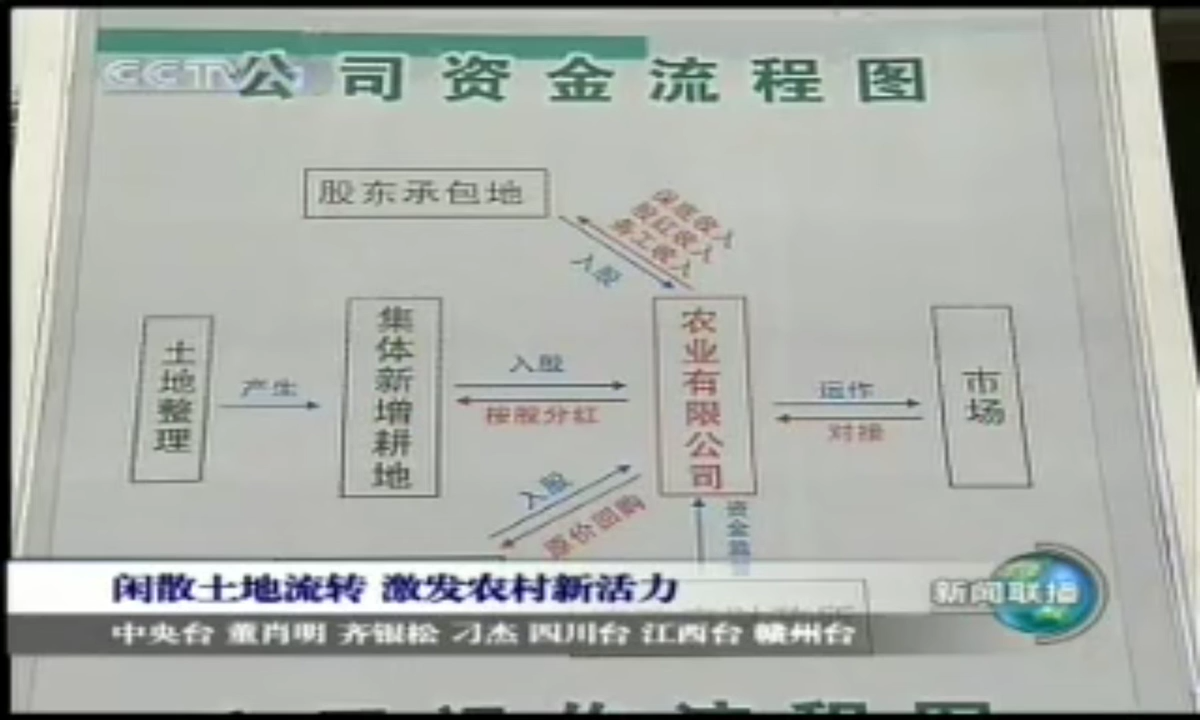 CCTV
公司资金流程图
股东承包地
保底收入
股红收入
务工收入
入股
土地整理
产生
集体新增耕地
入股
按股分红
农业有限公司
运作
对接
市场
入股
原价回购
资金监管
闲散土地流转 激发农村新活力
新闻联播
中央台 董肖明 齐银松 刁杰 四川台 江西台 赣州台